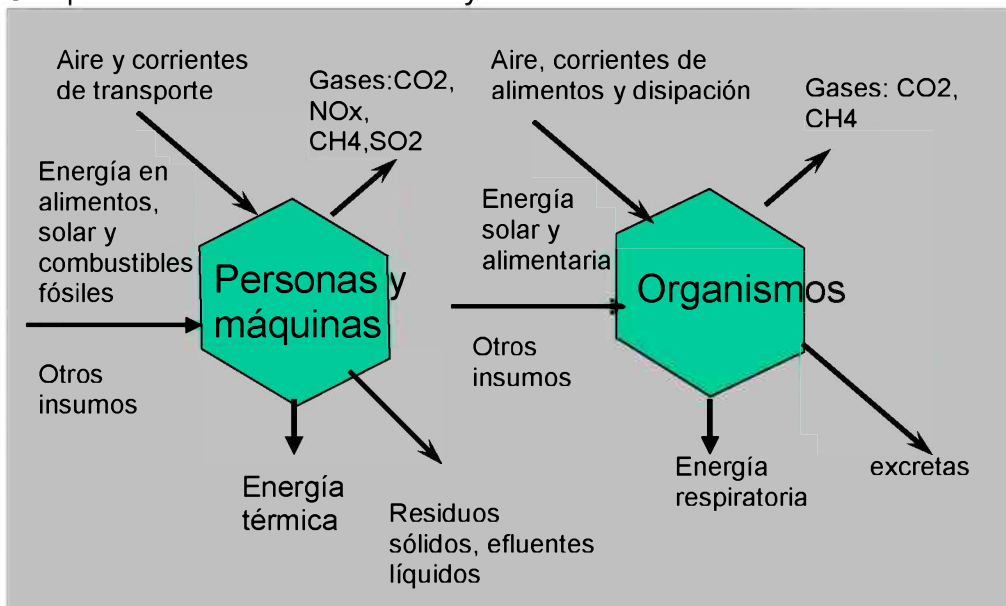 Aire y corrientes
de transporte
Gases:CO2,
NOx,
CH4,SO2
Energía en
alimentos,
solar y
combustibles
fósiles
Personas y
máquinas
Otros
insumos
Energía
térmica
Residuos
sólidos, efluentes
líquidos
Aire, corrientes de
alimentos y disipación
Gases: CO2,
CH4
Energía
solar y
alimentaria
Organismos
Otros
insumos
Energía
respiratoria
excretas